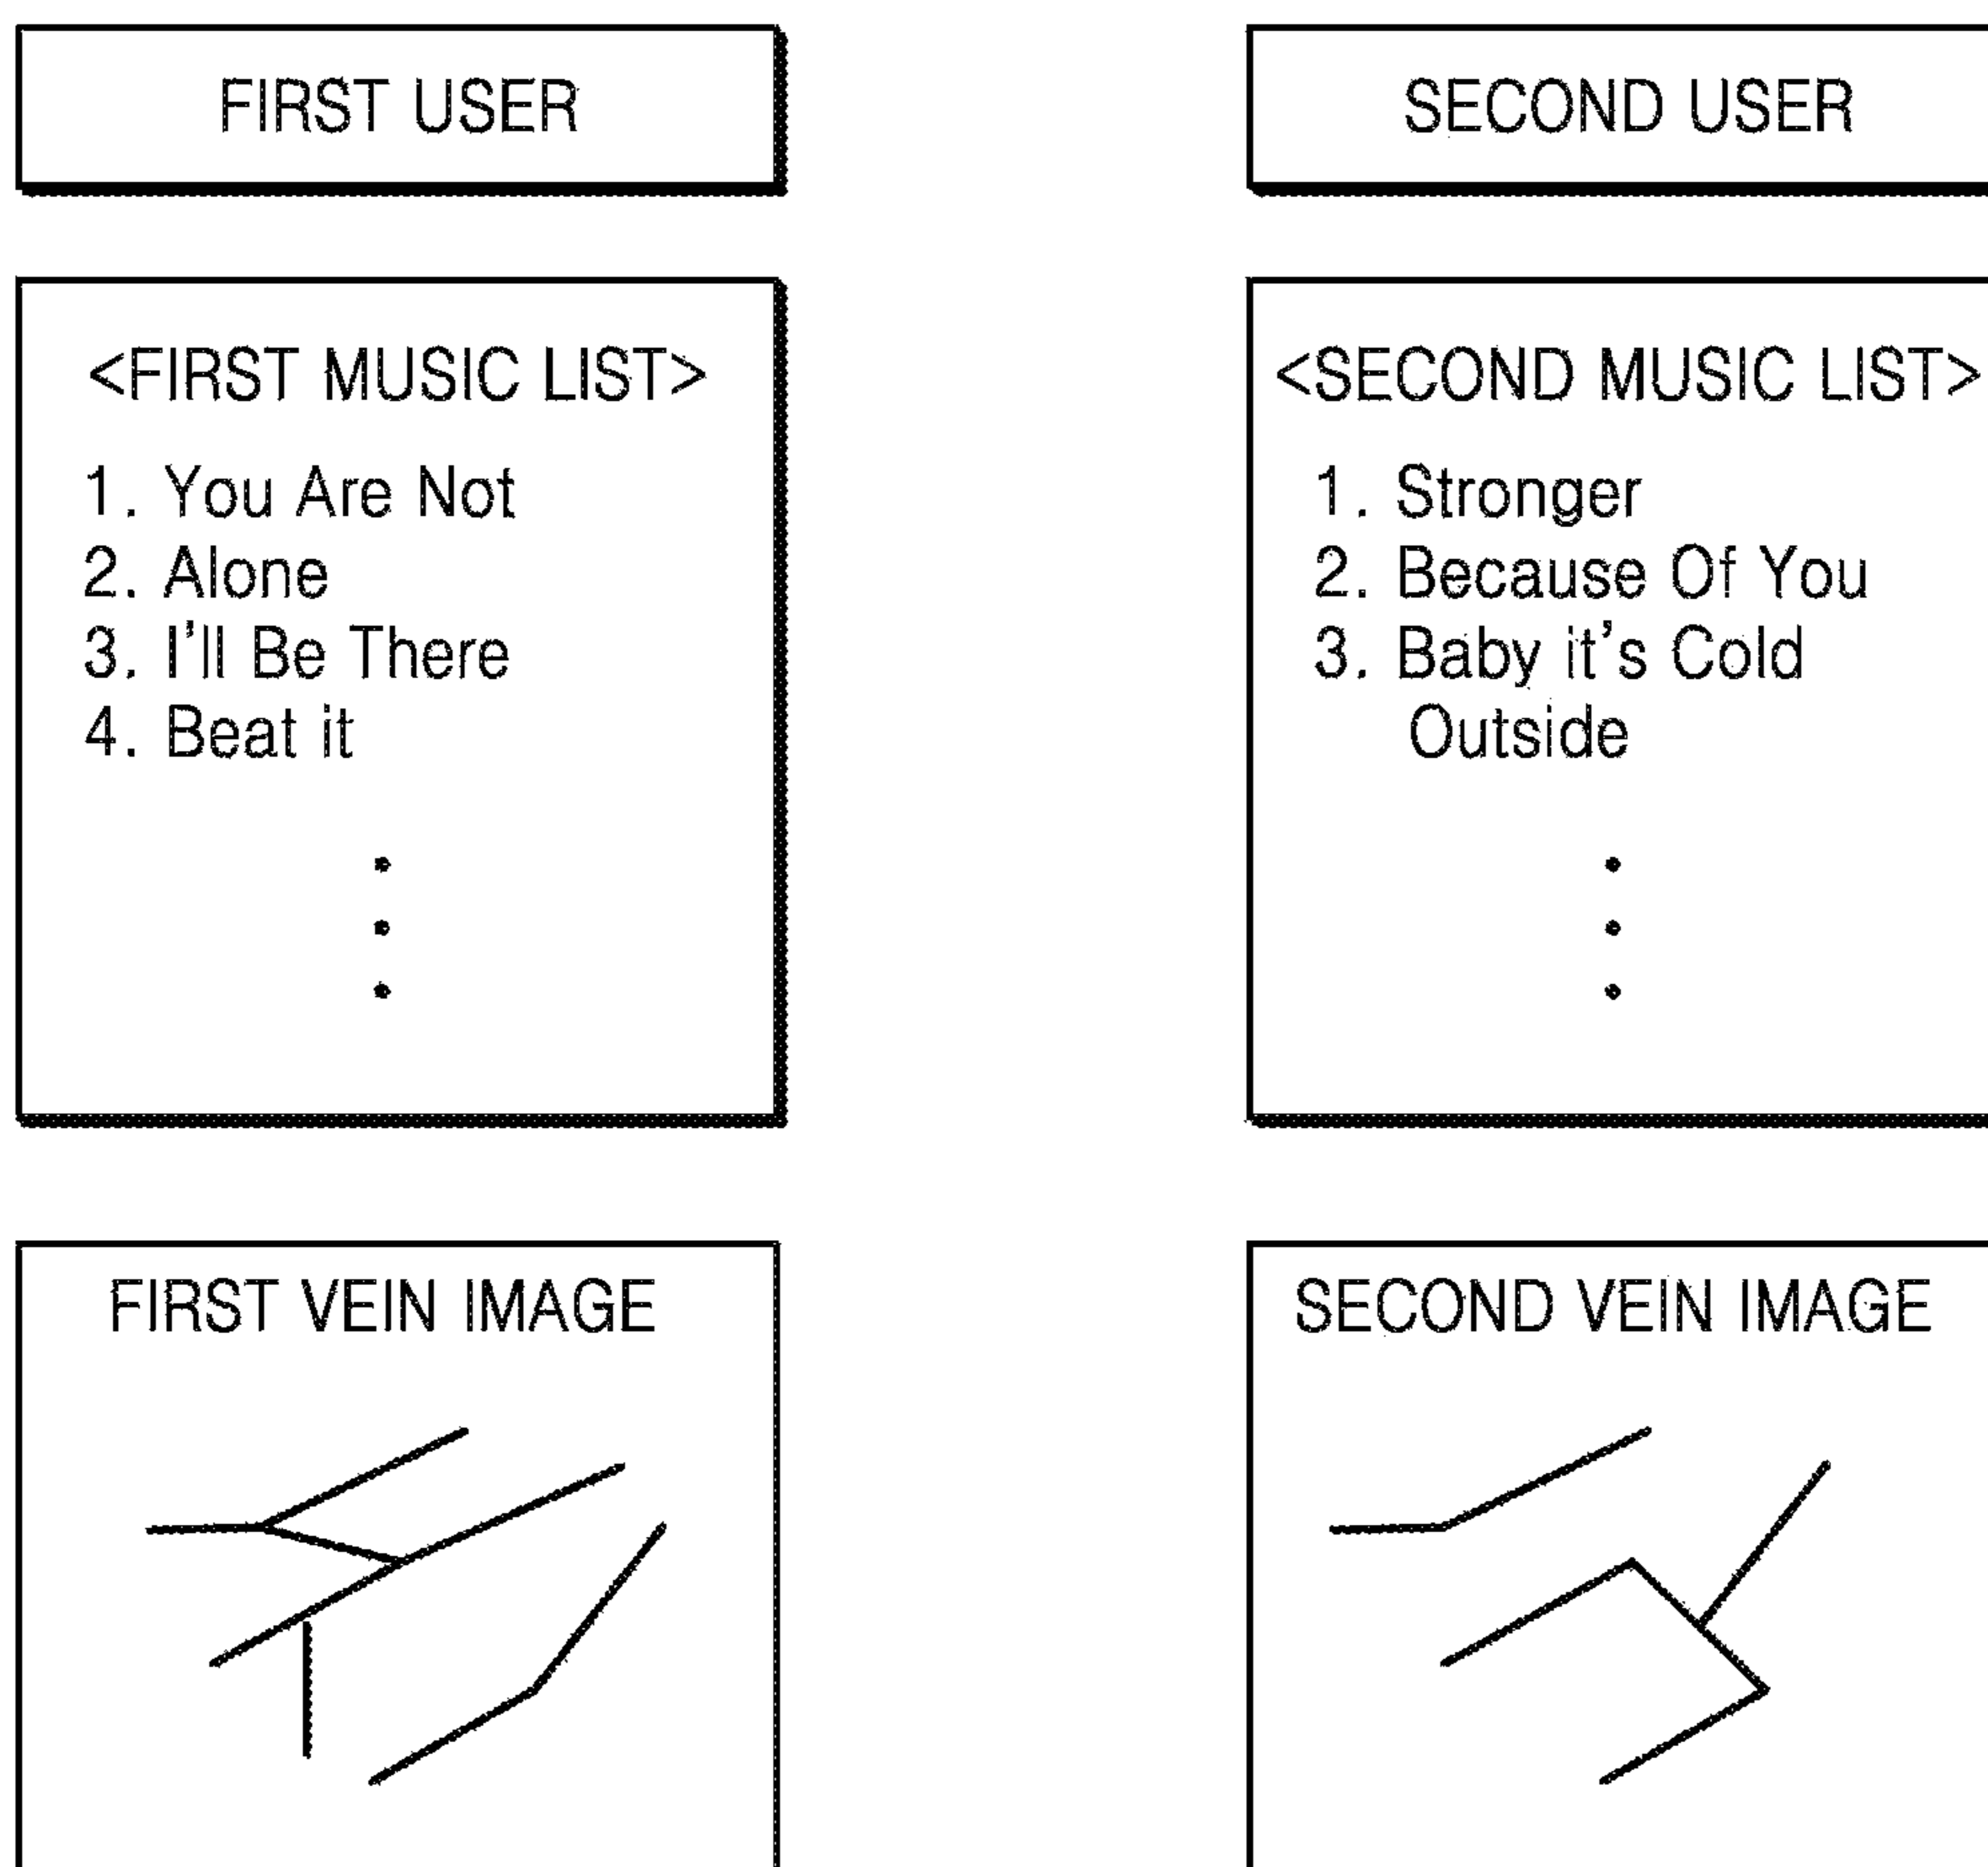 FIRST USER
<FIRST MUSIC LIST>
1. You Are Not
2. Alone
3. I'll Be There
4. Beat it
FIRST VEIN IMAGE
SECOND USER
<SECOND MUSIC LIST>
1. Stronger
2. Because Of You
3. Baby it's Cold
Outside
SECOND VEIN IMAGE